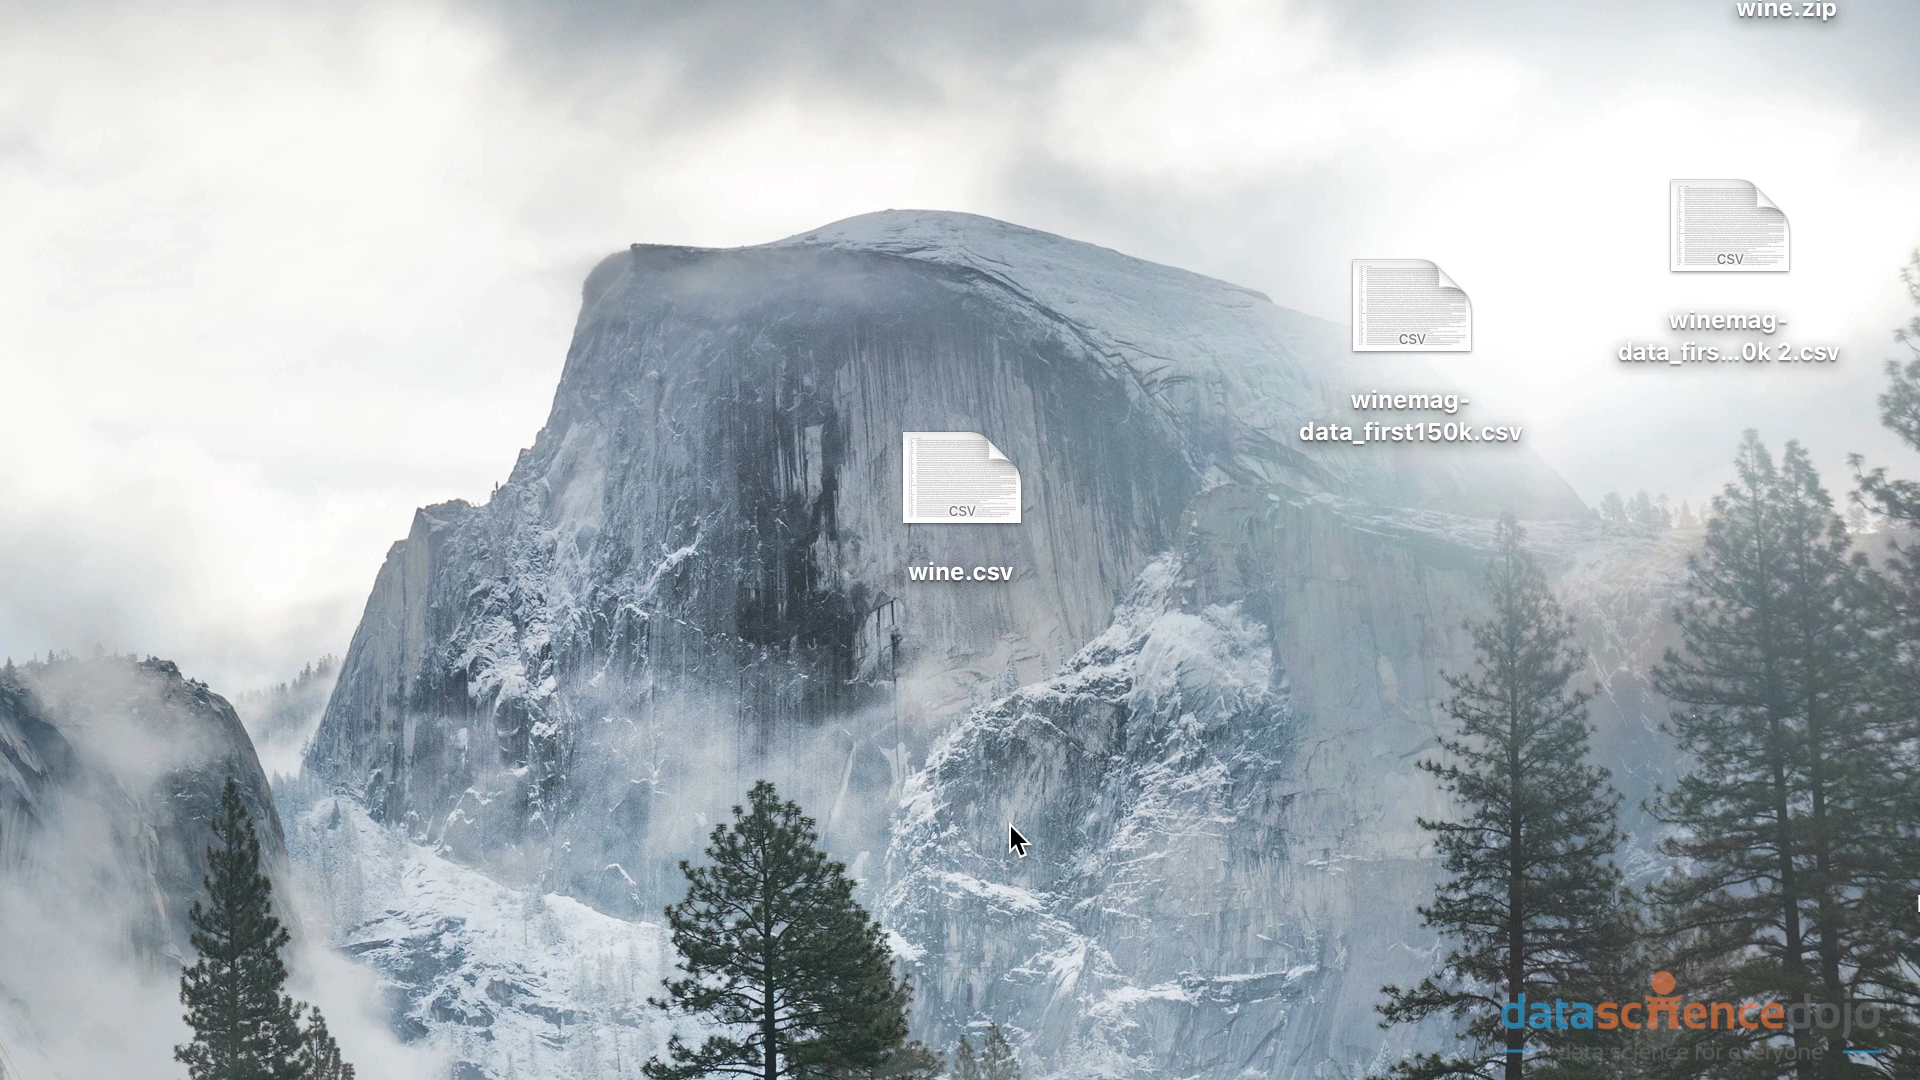 wine.zip
CSV
winemag-
data_firs...0k 2.csv
CSV
winemag-
data_first150k.csv
CSV
wine.csv
datasciencedojo
data science for everyone